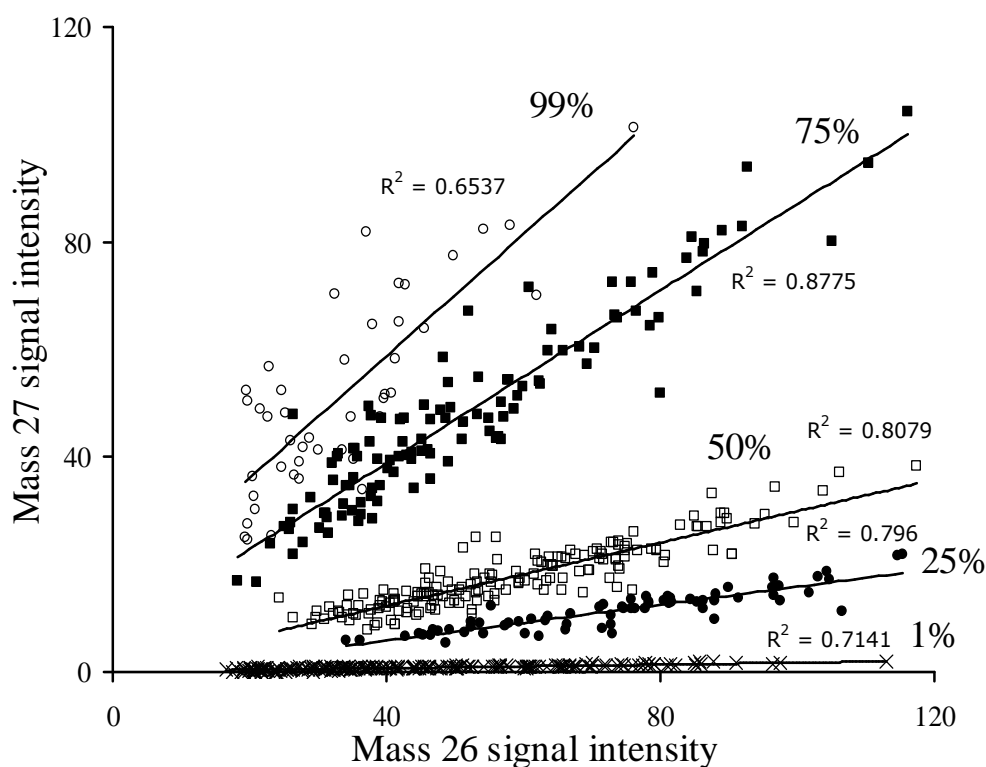 120
99%
75%
R² = 0.6537
80
R² = 0.8775
Mass 27 signal intensity
40
50%
R² = 0.8079
R² = 0.796
25%
R² = 0.7141
1%
0
0
40
80
120
Mass 26 signal intensity